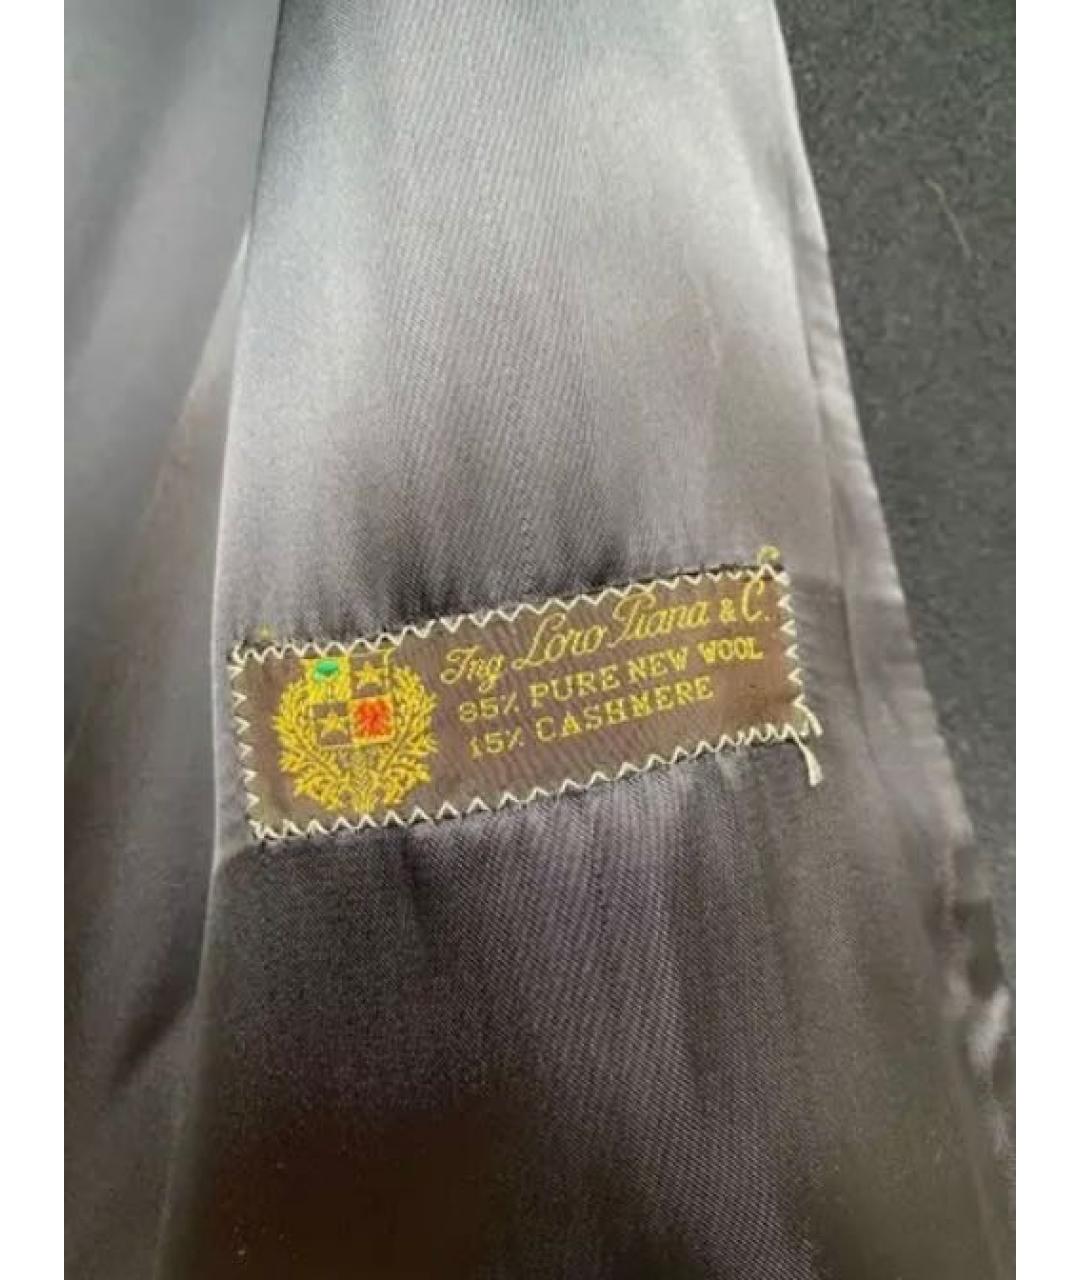 Ing Loro Piana & C.
85% PURE NEW WOOL
15% CASHMERE